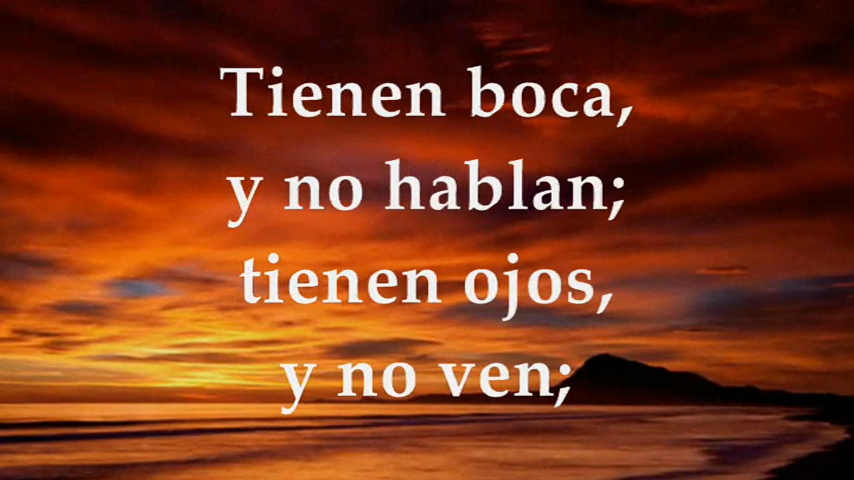 Tienen boca,
y no hablan;
tienen ojos,
y no ven;